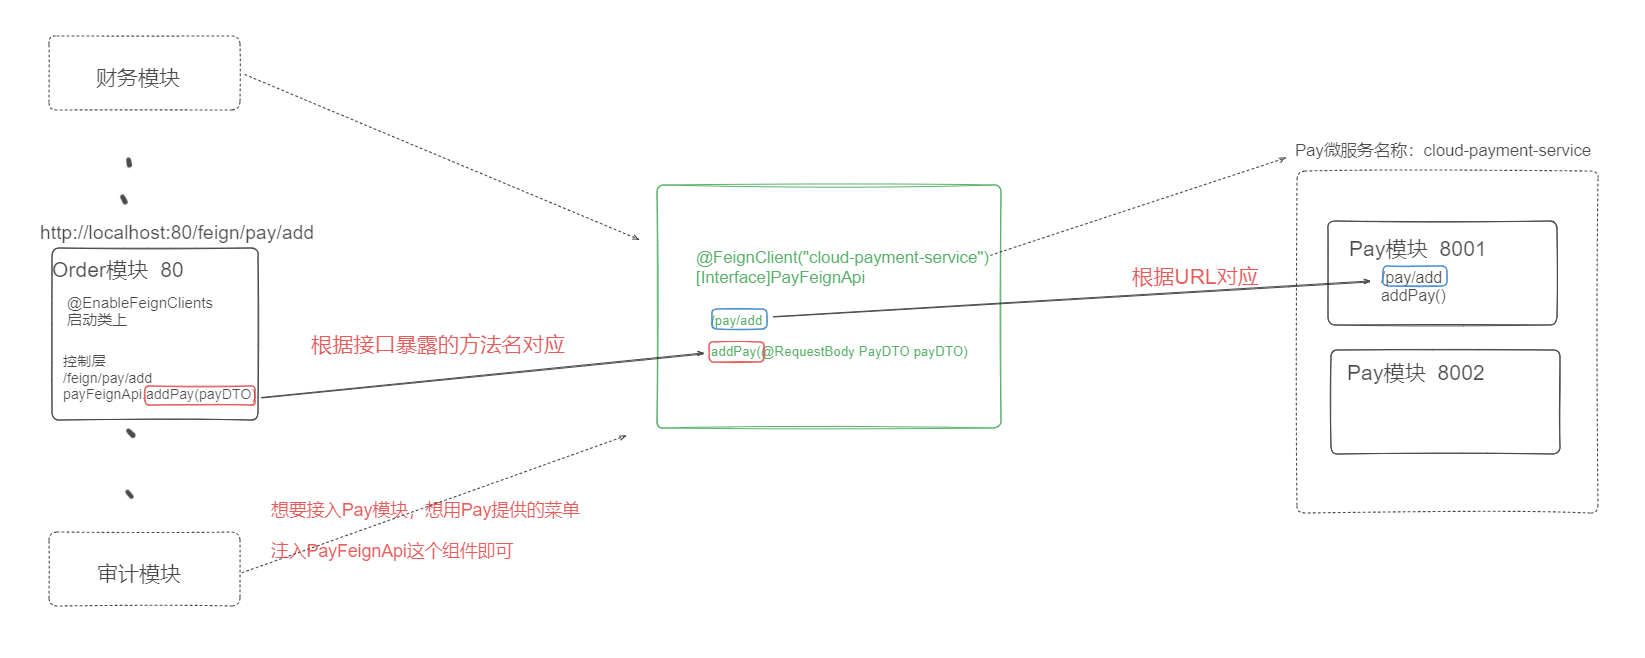 财务模块
http://localhost:80/feign/pay/add
Order模块 80
@EnableFeignClients
启动类上
控制层
/feign/pay/add
payFeignApi.addPay(payDTO)
根据接口暴露的方法名对应
@FeignClient("cloud-payment-service")
[Interface]PayFeignApi
/pay/add
addPay(@RequestBody PayDTO payDTO)
根据URL对应
Pay微服务名称：cloud-payment-service
Pay模块 8001
/pay/add
addPay()
Pay模块 8002
想要接入Pay模块，想用Pay提供的菜单
注入PayFeignApi这个组件即可
审计模块